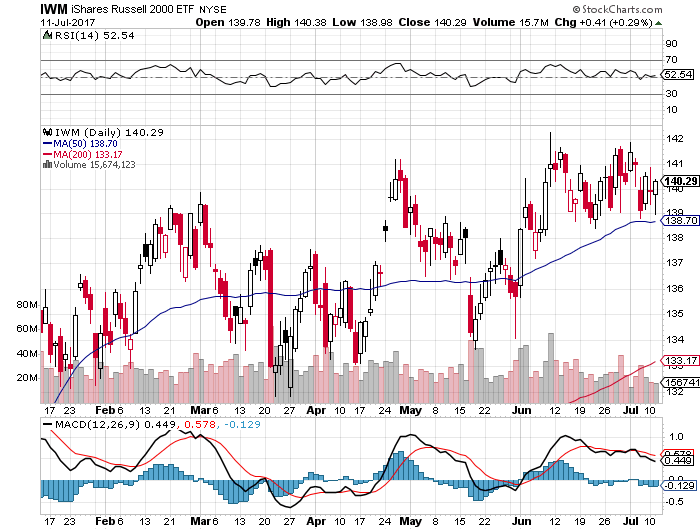 IWM iShares Russell 2000 ETF NYSE © StockCharts.com
11-Jul-2017 Open 139.78 High 140.38 Low 138.98 Close 140.29 Volume 15.7M Chg +0.41 (+0.29%)
RSI(14) 52.54
90
70
52.54
30
10
IWM (Daily) 140.29
MA(50) 138.70
MA(200) 133.17
Volume 15,674,123
142
141
140.29
140
139
138.70
138
137
136
135
134
133.17
133
156741
132
80M
60M
40M
20M
17 23 Feb 6 13 21 27 Mar 6 13 20 27 Apr 10 17 24 May 8 15 22 Jun 12 19 26 Jul 10
MACD(12,26,9) 0.449, 0.578, -0.129
1.0
0.578
0.449
-0.129
-0.5
17 23 Feb 6 13 21 Mar 6 13 20 27 Apr 10 17 24 May 8 15 22 Jun 12 19 26 Jul 10